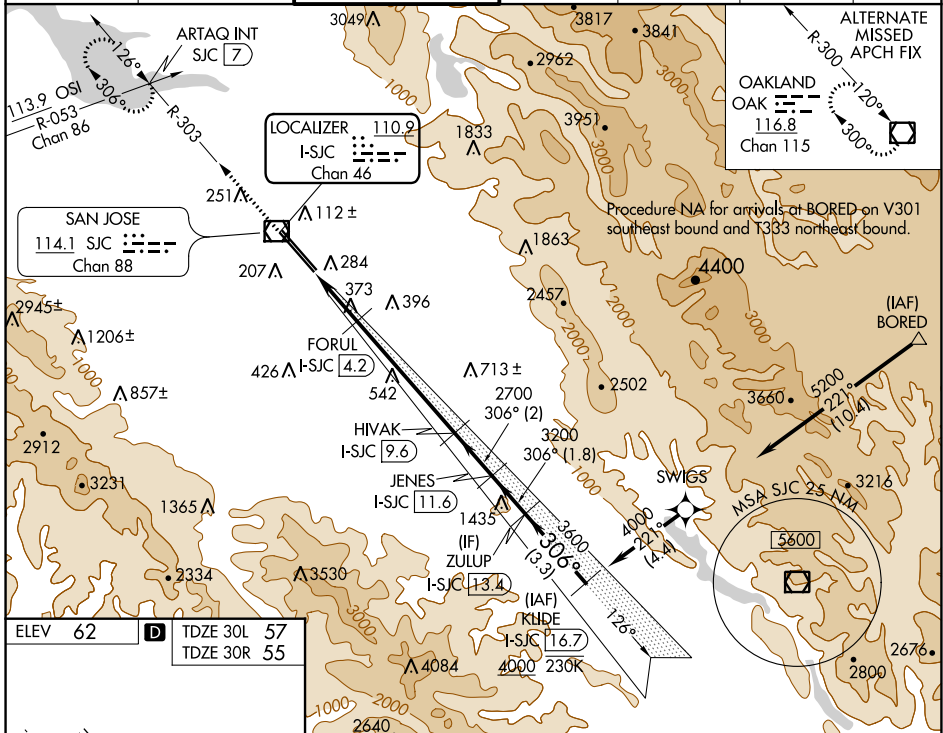 3049
3817
3841
2962
3951
1833
1000
3000
3000
ARTAQ INT
SJC 7
126°
306°
113.9 OSI
R-053
Chan 86
R-303
LOCALIZER 110.9
I-SJC
Chan 46
ALTERNATE
MISSED
APCH FIX
R-300
OAKLAND
OAK
116.8
Chan 115
120°
300°
251
112 ±
SAN JOSE
114.1 SJC
Chan 88
207
284
373
396
Procedure NA for arrivals at BORED on V301
southeast bound and T333 northeast bound.
1863
4400
2457
2000
3000
1000
(IAF)
BORED
2945±
1206±
1000
857±
FORUL
I-SJC 4.2
426
542
713 ±
2502
2700
306° (2)
3660
5200
221°
(10.4)
2912
3231
1365
HIVAK
I-SJC 9.6
3200
306° (1.8)
JENES
I-SJC 11.6
1435
SWIGS
4000
221°
(4.4)
3216
MSA SJC 25 NM
5600
1000
(IF)
ZULUP
I-SJC 13.4
3600
306°
(3.3)
126°
2334
3530
3000
(IAF)
KLIDE
I-SJC 16.7
4000 230K
ELEV 62
D
TDZE 30L 57
TDZE 30R 55
4084
1000
2000
2640
2676
2800